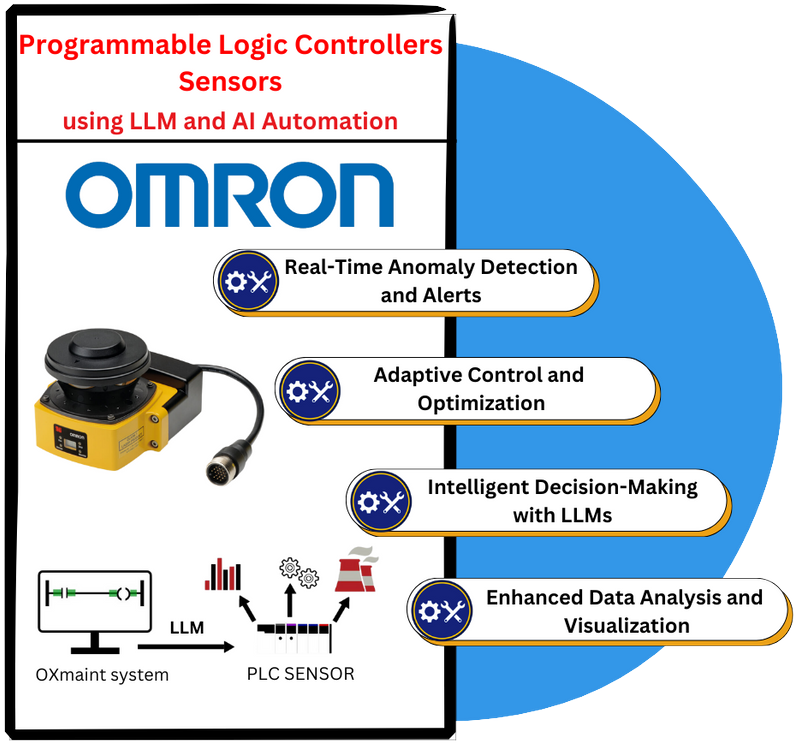 Programmable Logic Controllers
Sensors
using LLM and AI Automation
OMRON
Real-Time Anomaly Detection
and Alerts
Adaptive Control and
Optimization
OMRON
Intelligent Decision-Making
with LLMs
Enhanced Data Analysis and
Visualization
LLM
OXmaint system
PLC SENSOR